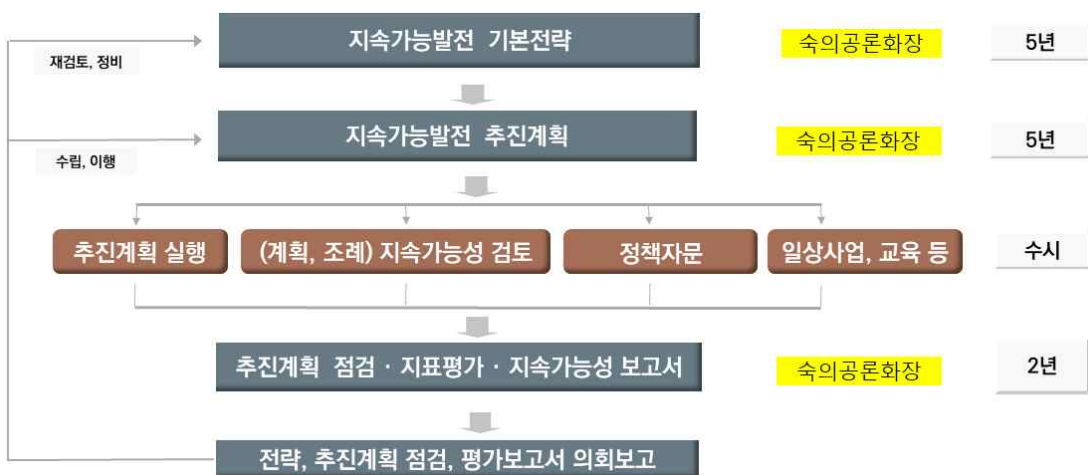 지속가능발전 기본전략
숙의공론화장
5년
재검토, 정비
지속가능발전 추진계획
숙의공론화장
5년
수립, 이행
추진계획 실행
(계획, 조례) 지속가능성 검토
정책자문
일상사업, 교육 등
수시
추진계획 점검 · 지표평가 · 지속가능성 보고서
숙의공론화장
2년
전략, 추진계획 점검, 평가보고서 의회보고